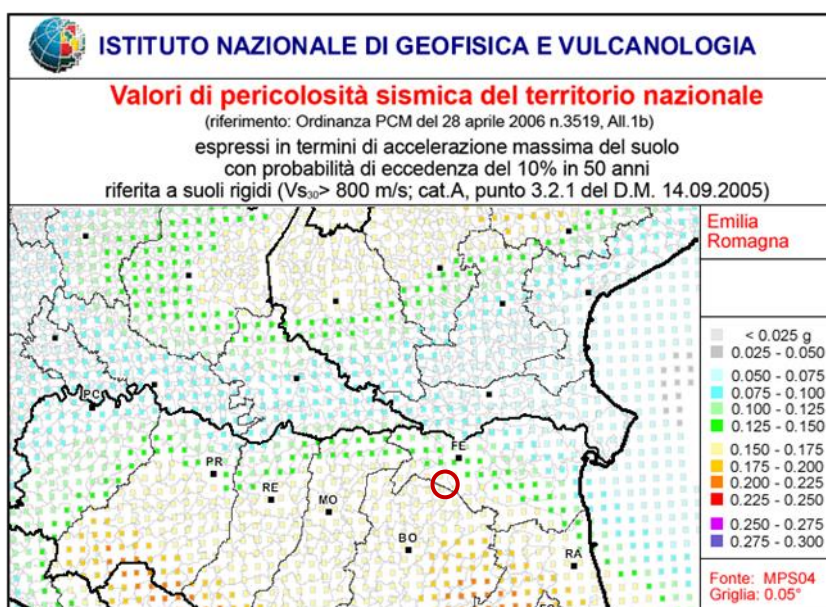 ISTITUTO NAZIONALE DI GEOFISICA E VULCANOLOGIA
Valori di pericolosità sismica del territorio nazionale
(riferimento: Ordinanza PCM del 28 aprile 2006 n.3519, All.1b)
espressi in termini di accelerazione massima del suolo
con probabilità di eccedenza del 10% in 50 anni
riferita a suoli rigidi (Vs₃₀> 800 m/s; cat.A, punto 3.2.1 del D.M. 14.09.2005)
Emilia
Romagna
< 0.025 g
0.025 - 0.050
0.050 - 0.075
0.075 - 0.100
0.100 - 0.125
0.125 - 0.150
0.150 - 0.175
0.175 - 0.200
0.200 - 0.225
0.225 - 0.250
0.250 - 0.275
0.275 - 0.300
Fonte: MPS04
Griglia: 0.05°
PC
FE
PR
RE
MO
BO
RA